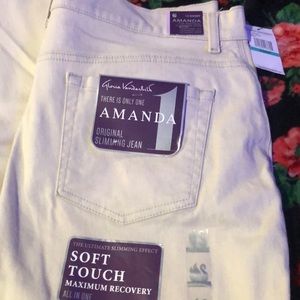 AMANDA
Gloria Vanderbilt
THERE IS ONLY ONE
AMANDA
1
ORIGINAL
SLIMMING JEAN
THE ULTIMATE SLIMMING EFFECT
SOFT
TOUCH
MAXIMUM RECOVERY
ALL IN ONE